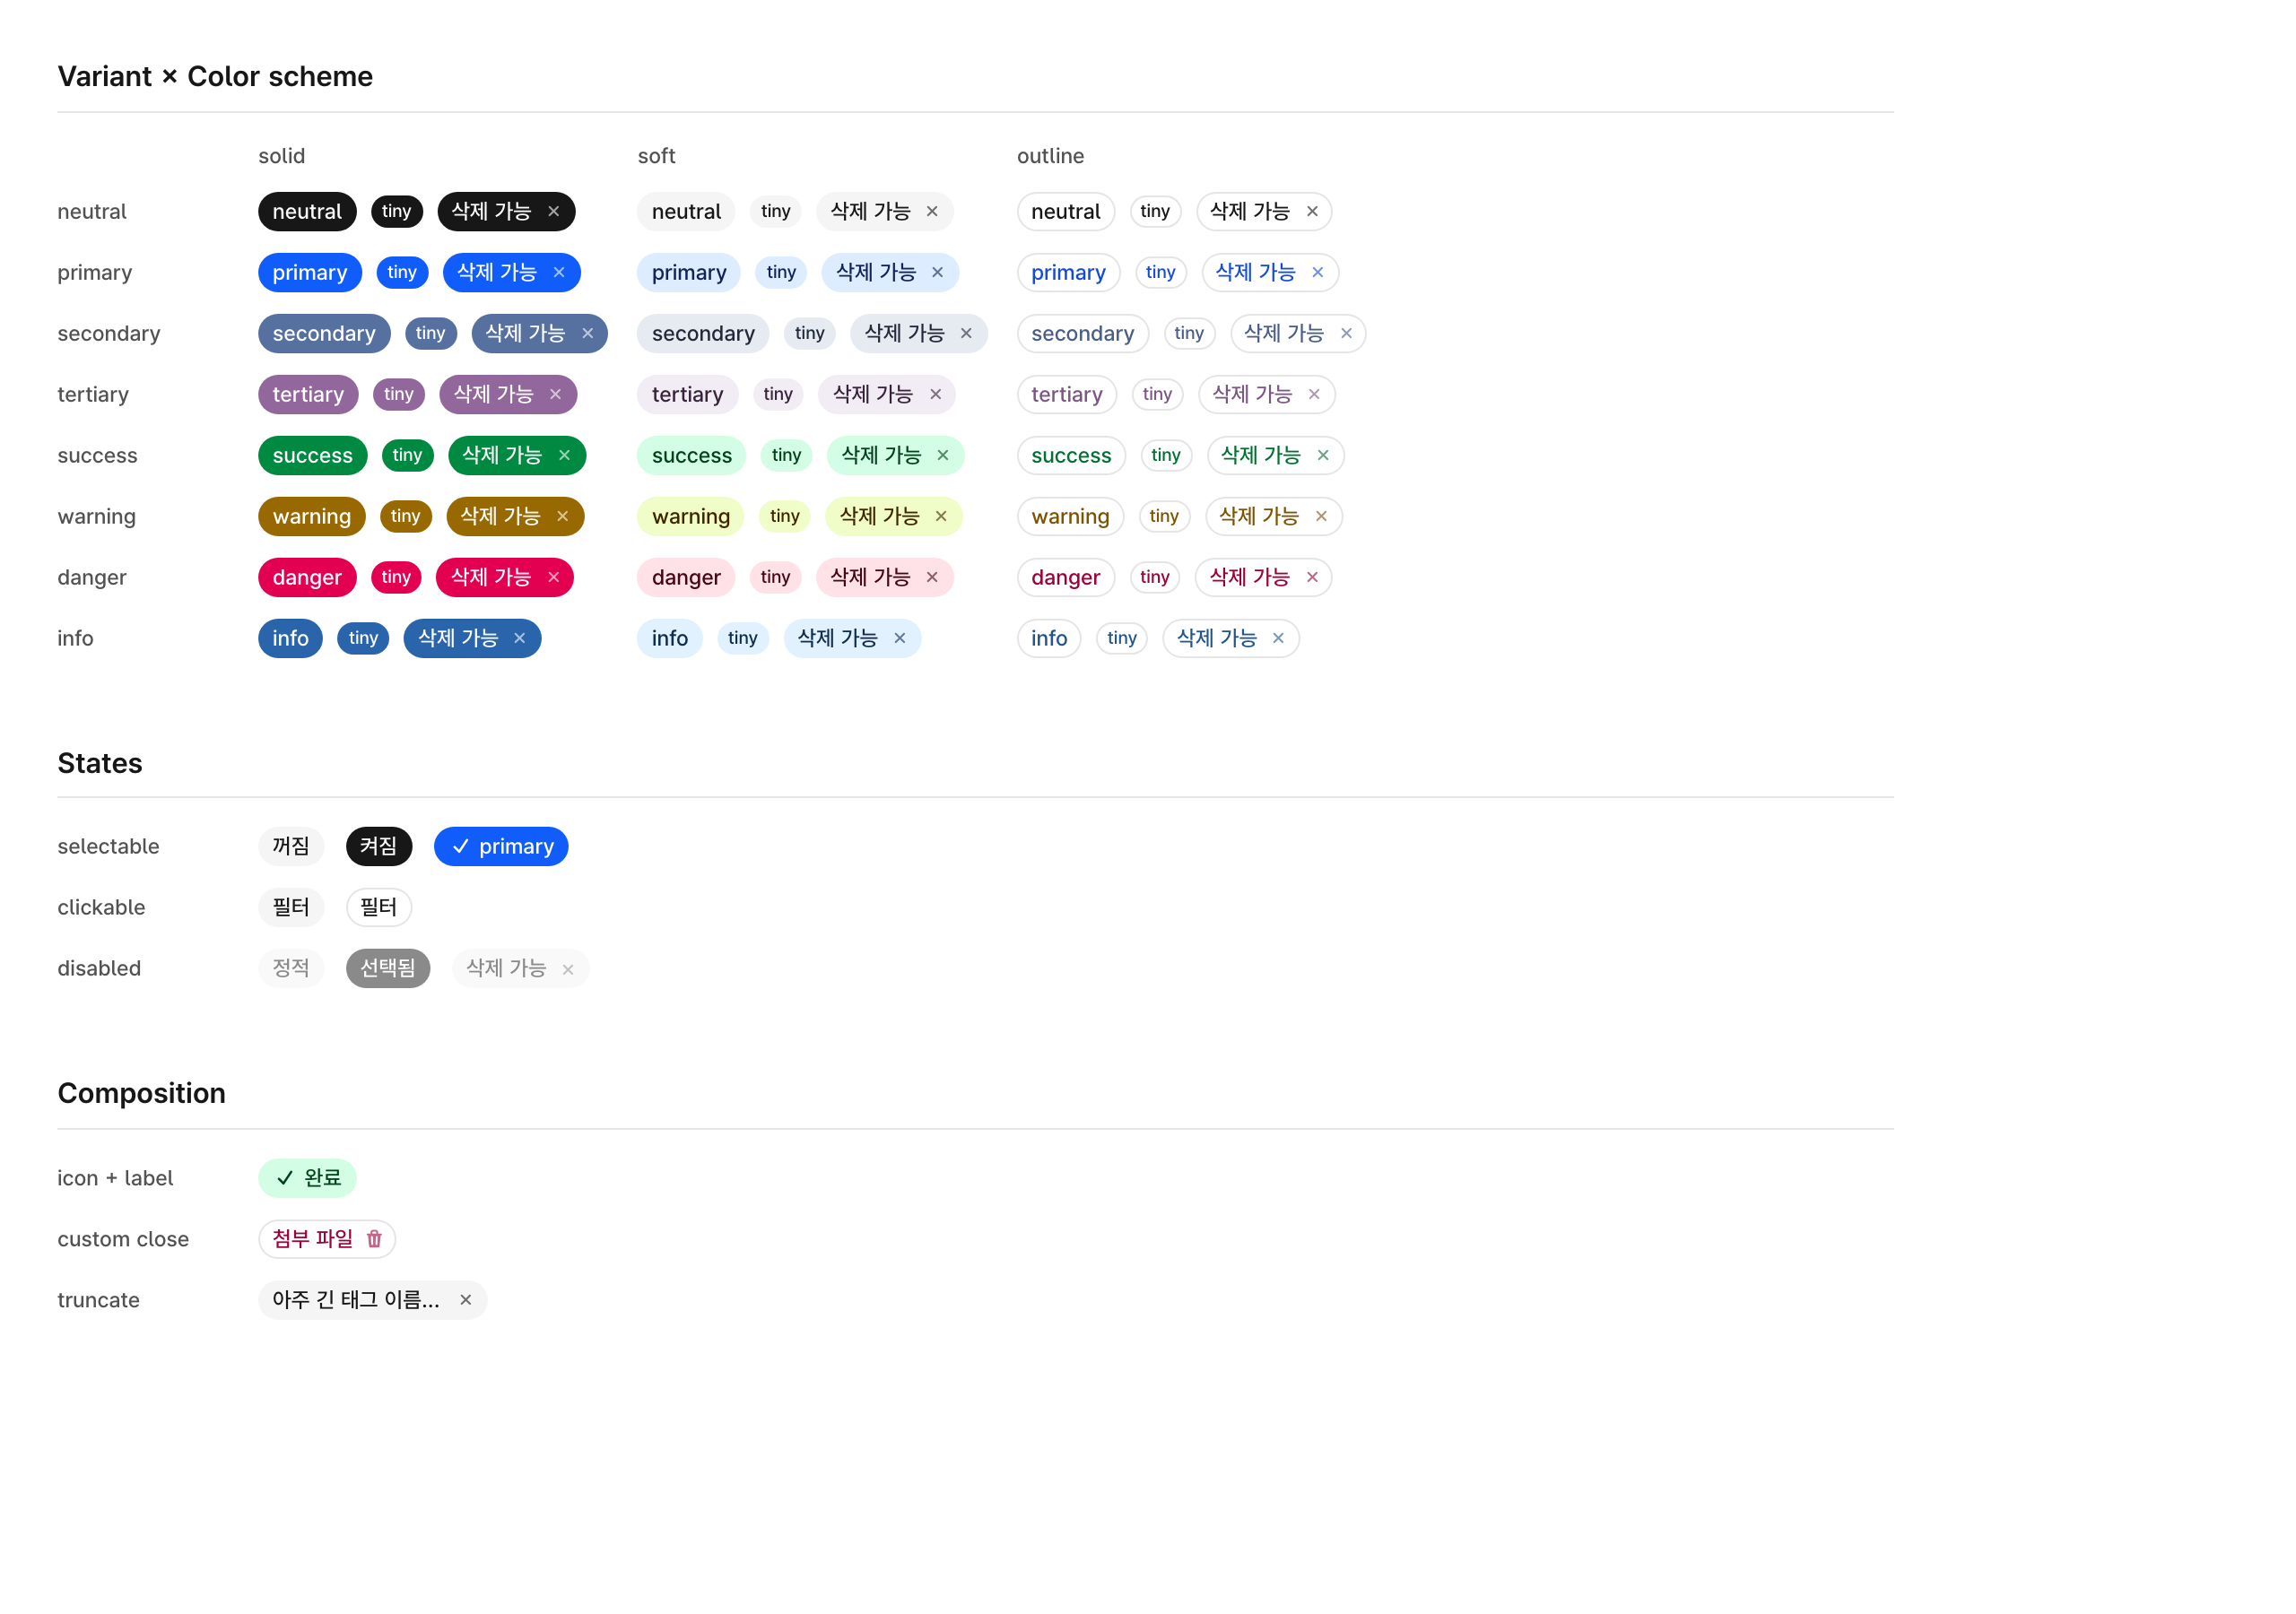 Variant × Color scheme
solid soft outline
neutral neutral tiny 삭제 가능 × neutral tiny 삭제 가능 × neutral tiny 삭제 가능 ×
primary primary tiny 삭제 가능 × primary tiny 삭제 가능 × primary tiny 삭제 가능 ×
secondary secondary tiny 삭제 가능 × secondary tiny 삭제 가능 × secondary tiny 삭제 가능 ×
tertiary tertiary tiny 삭제 가능 × tertiary tiny 삭제 가능 × tertiary tiny 삭제 가능 ×
success success tiny 삭제 가능 × success tiny 삭제 가능 × success tiny 삭제 가능 ×
warning warning tiny 삭제 가능 × warning tiny 삭제 가능 × warning tiny 삭제 가능 ×
danger danger tiny 삭제 가능 × danger tiny 삭제 가능 × danger tiny 삭제 가능 ×
info info tiny 삭제 가능 × info tiny 삭제 가능 × info tiny 삭제 가능 ×
States
selectable 꺼짐 켜짐 ✓ primary
clickable 필터 필터
disabled 정적 선택됨 삭제 가능 ×
Composition
icon + label ✓ 완료
custom close 첨부 파일
truncate 아주 긴 태그 이름... ×